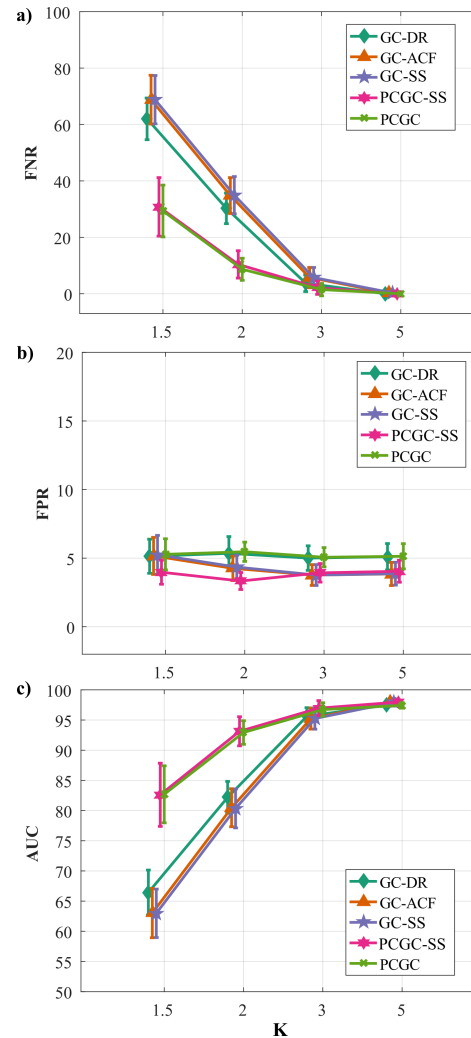 a)
100
80
60
40
20
0
FNR
GC-DR
GC-ACF
GC-SS
PCGC-SS
PCGC
1.5 2 3 5
b)
20
15
10
5
0
FPR
GC-DR
GC-ACF
GC-SS
PCGC-SS
PCGC
1.5 2 3 5
c)
100
95
90
85
80
75
70
65
60
55
50
AUC
GC-DR
GC-ACF
GC-SS
PCGC-SS
PCGC
1.5 2 3 5
K